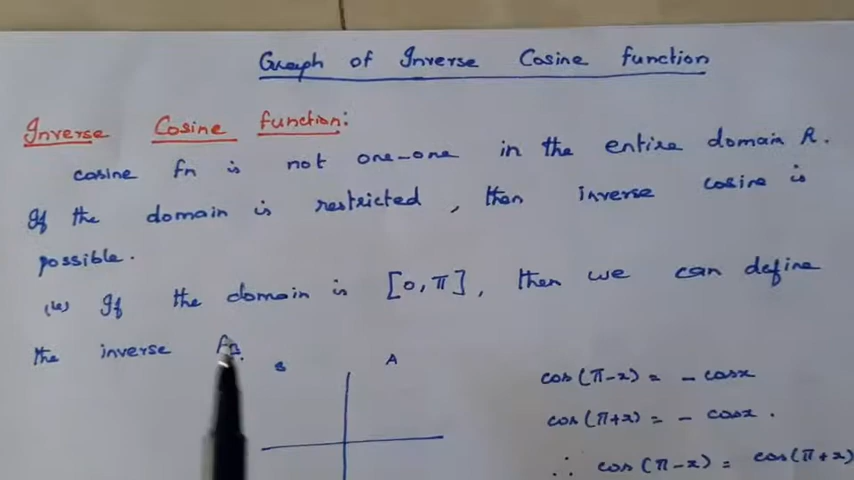 Graph of Inverse Cosine function
Inverse Cosine function:
cosine fn is not one-one in the entire domain R.
If the domain is restricted, then inverse cosine is
possible.
(ie) If the domain is [0, π], then we can define
the inverse fn.
S A
cos(π-x) = - cosx
cos(π+x) = - cosx.
∴ cos(π-x) = cos(π+x)